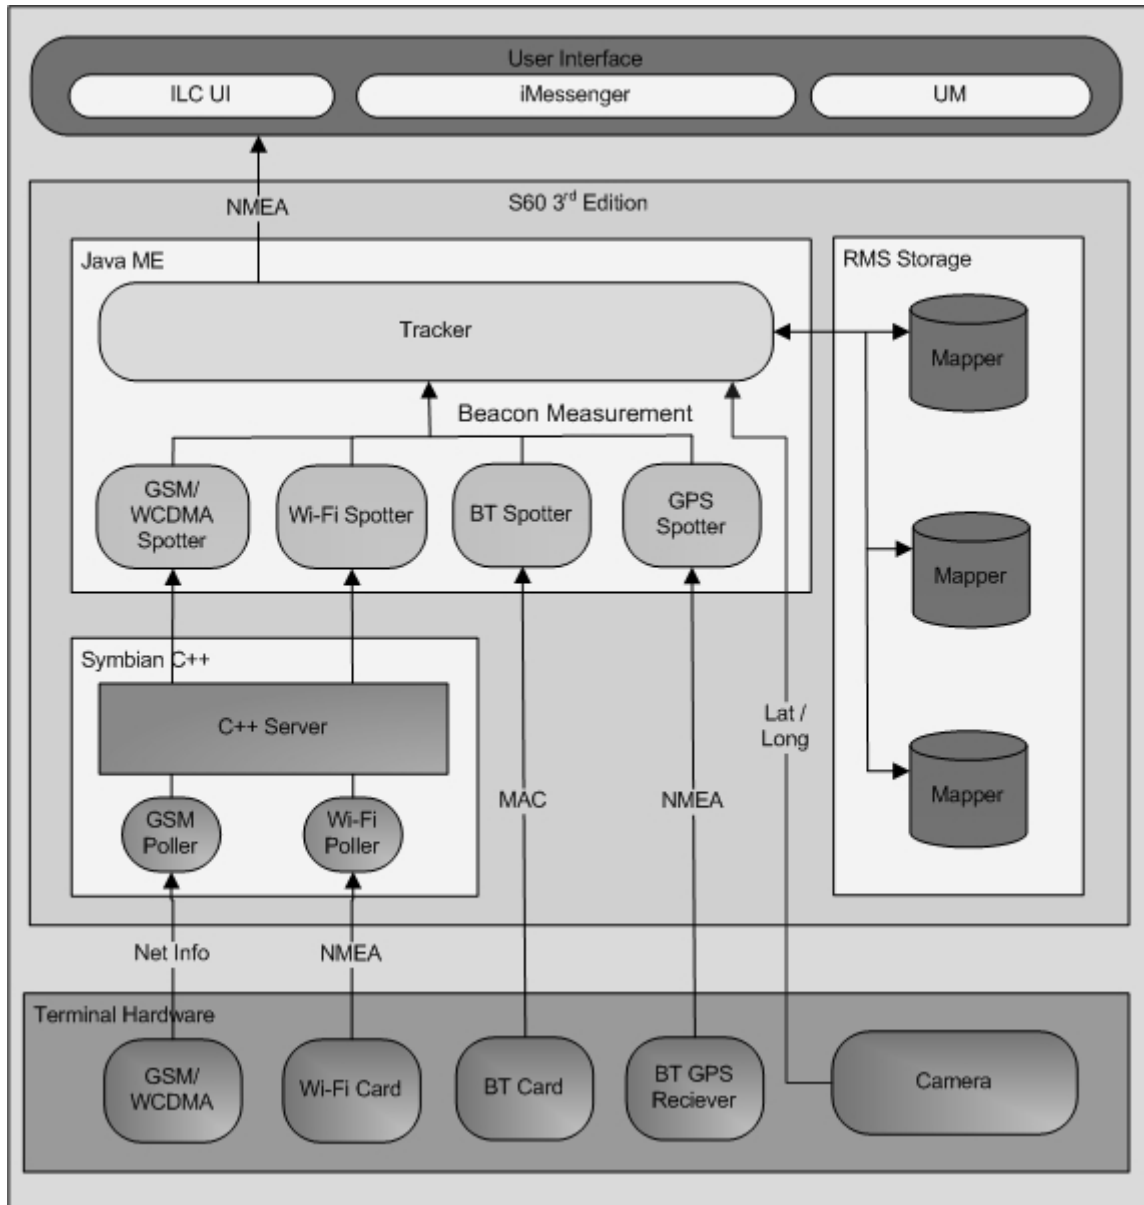 User Interface
ILC UI
iMessenger
UM
NMEA
S60 3rd Edition
Java ME
RMS Storage
Tracker
Mapper
Beacon Measurement
GSM/
WCDMA
Spotter
Wi-Fi Spotter
BT Spotter
GPS
Spotter
Mapper
Symbian C++
C++ Server
Lat /
Long
GSM
Poller
Wi-Fi
Poller
MAC
NMEA
Mapper
Net Info
NMEA
Terminal Hardware
GSM/
WCDMA
Wi-Fi Card
BT Card
BT GPS
Reciever
Camera